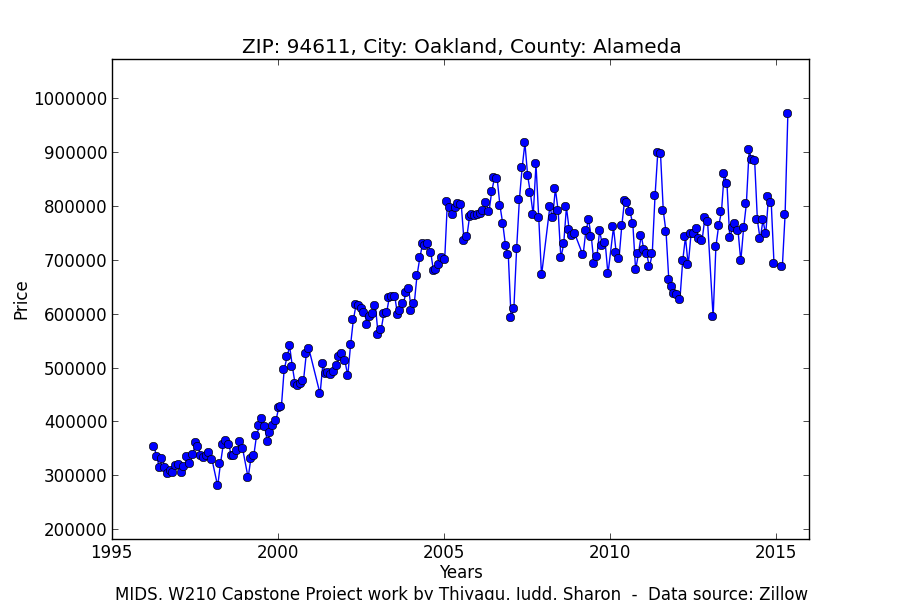 ZIP: 94611, City: Oakland, County: Alameda
1000000
900000
800000
700000
600000
500000
400000
300000
200000
Price
1995 2000 2005 2010 2015
Years
MIDS, W210 Capstone Project work by Thiyagu, Judd, Sharon - Data source: Zillow